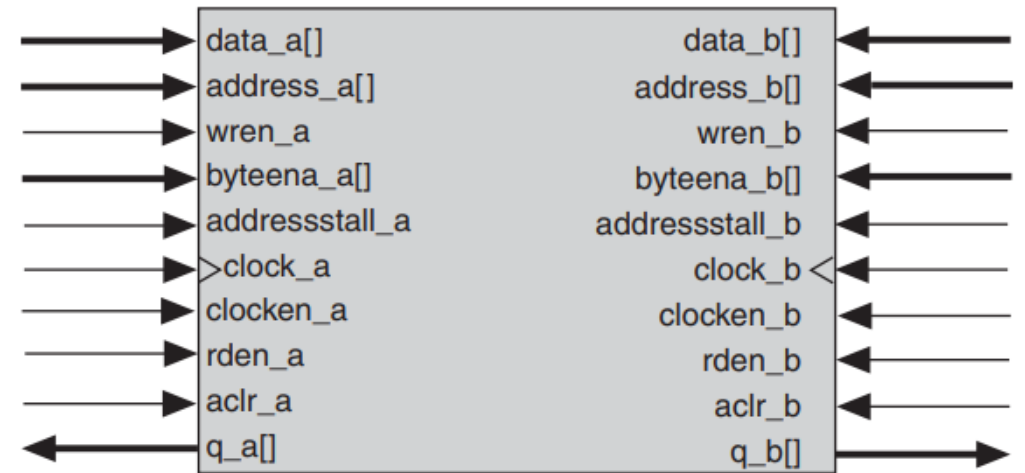 data_a[] data_b[]
address_a[] address_b[]
wren_a wren_b
byteena_a[] byteena_b[]
addressstall_a addressstall_b
clock_a clock_b
clocken_a clocken_b
rden_a rden_b
aclr_a aclr_b
q_a[] q_b[]